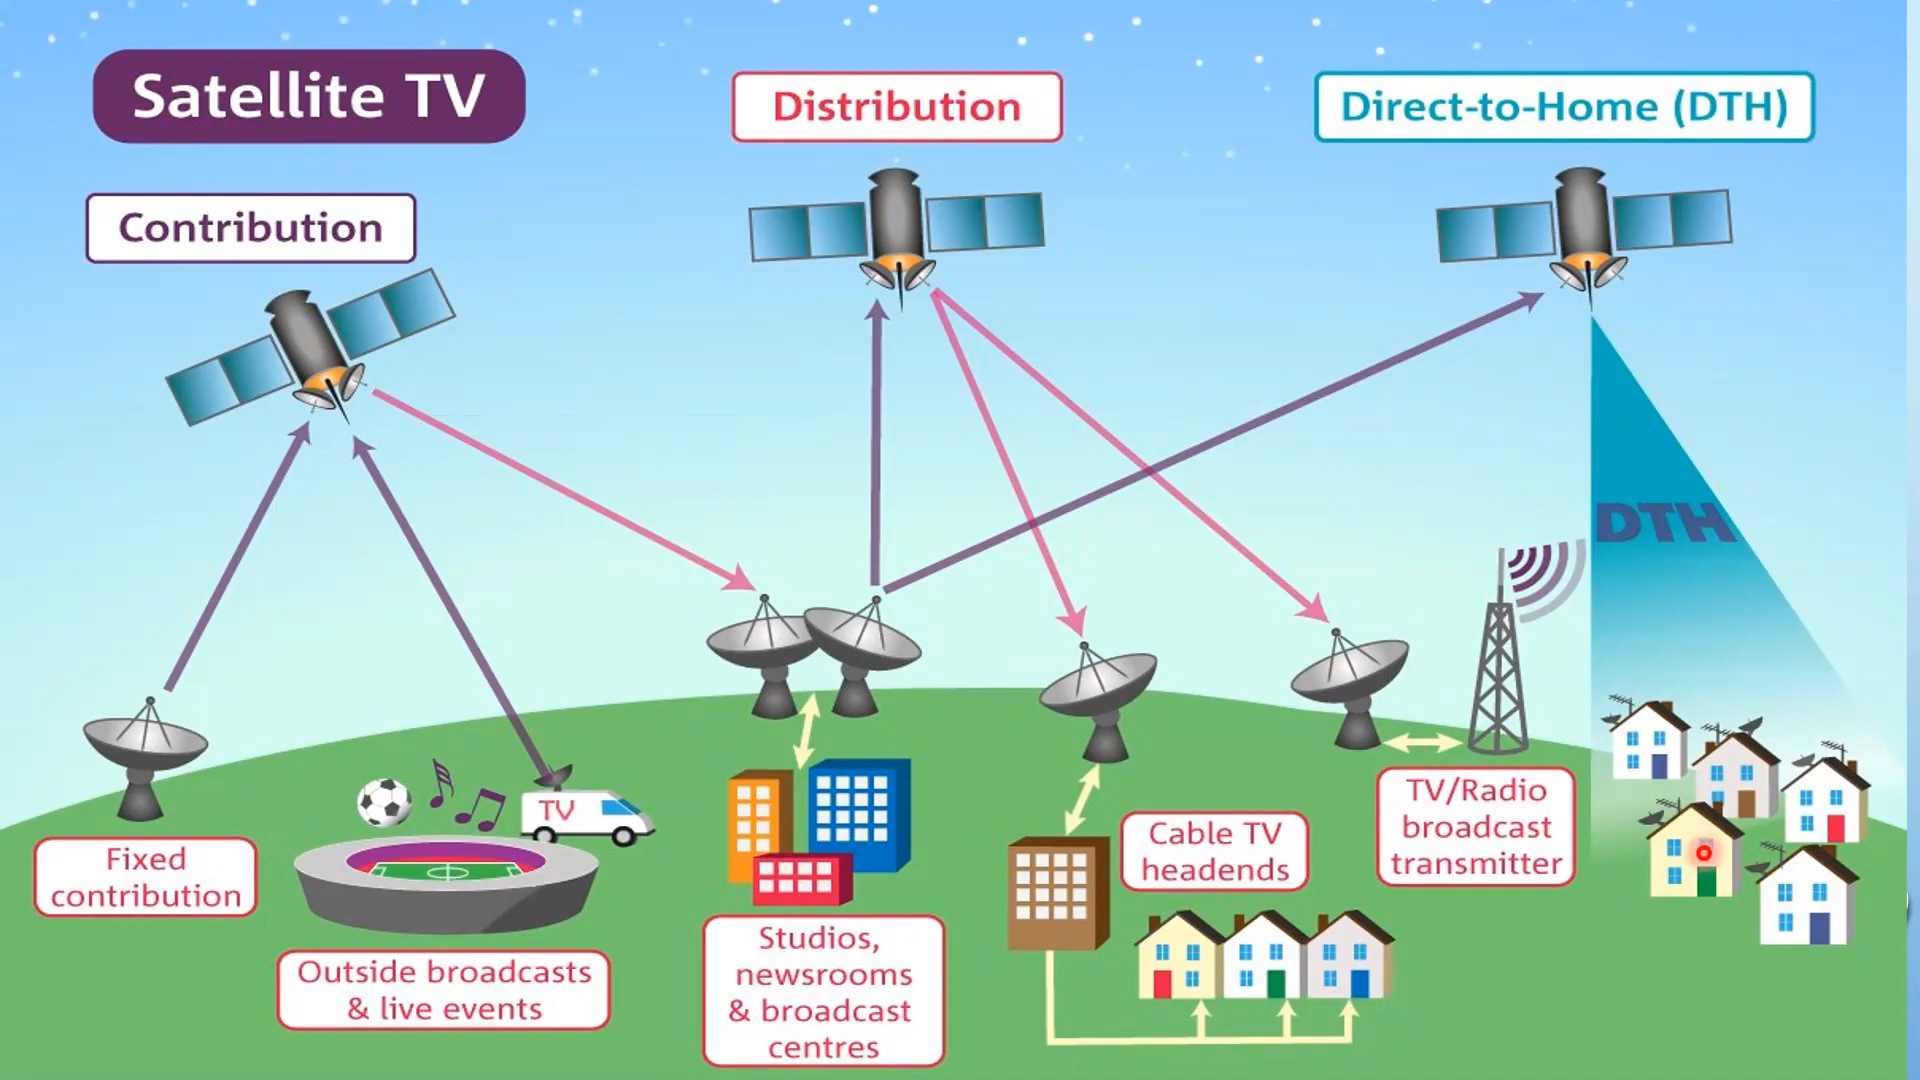 Satellite TV
Distribution
Direct-to-Home (DTH)
Contribution
DTH
TV
Fixed
contribution
Outside broadcasts
& live events
Studios,
newsrooms
& broadcast
centres
Cable TV
headends
TV/Radio
broadcast
transmitter